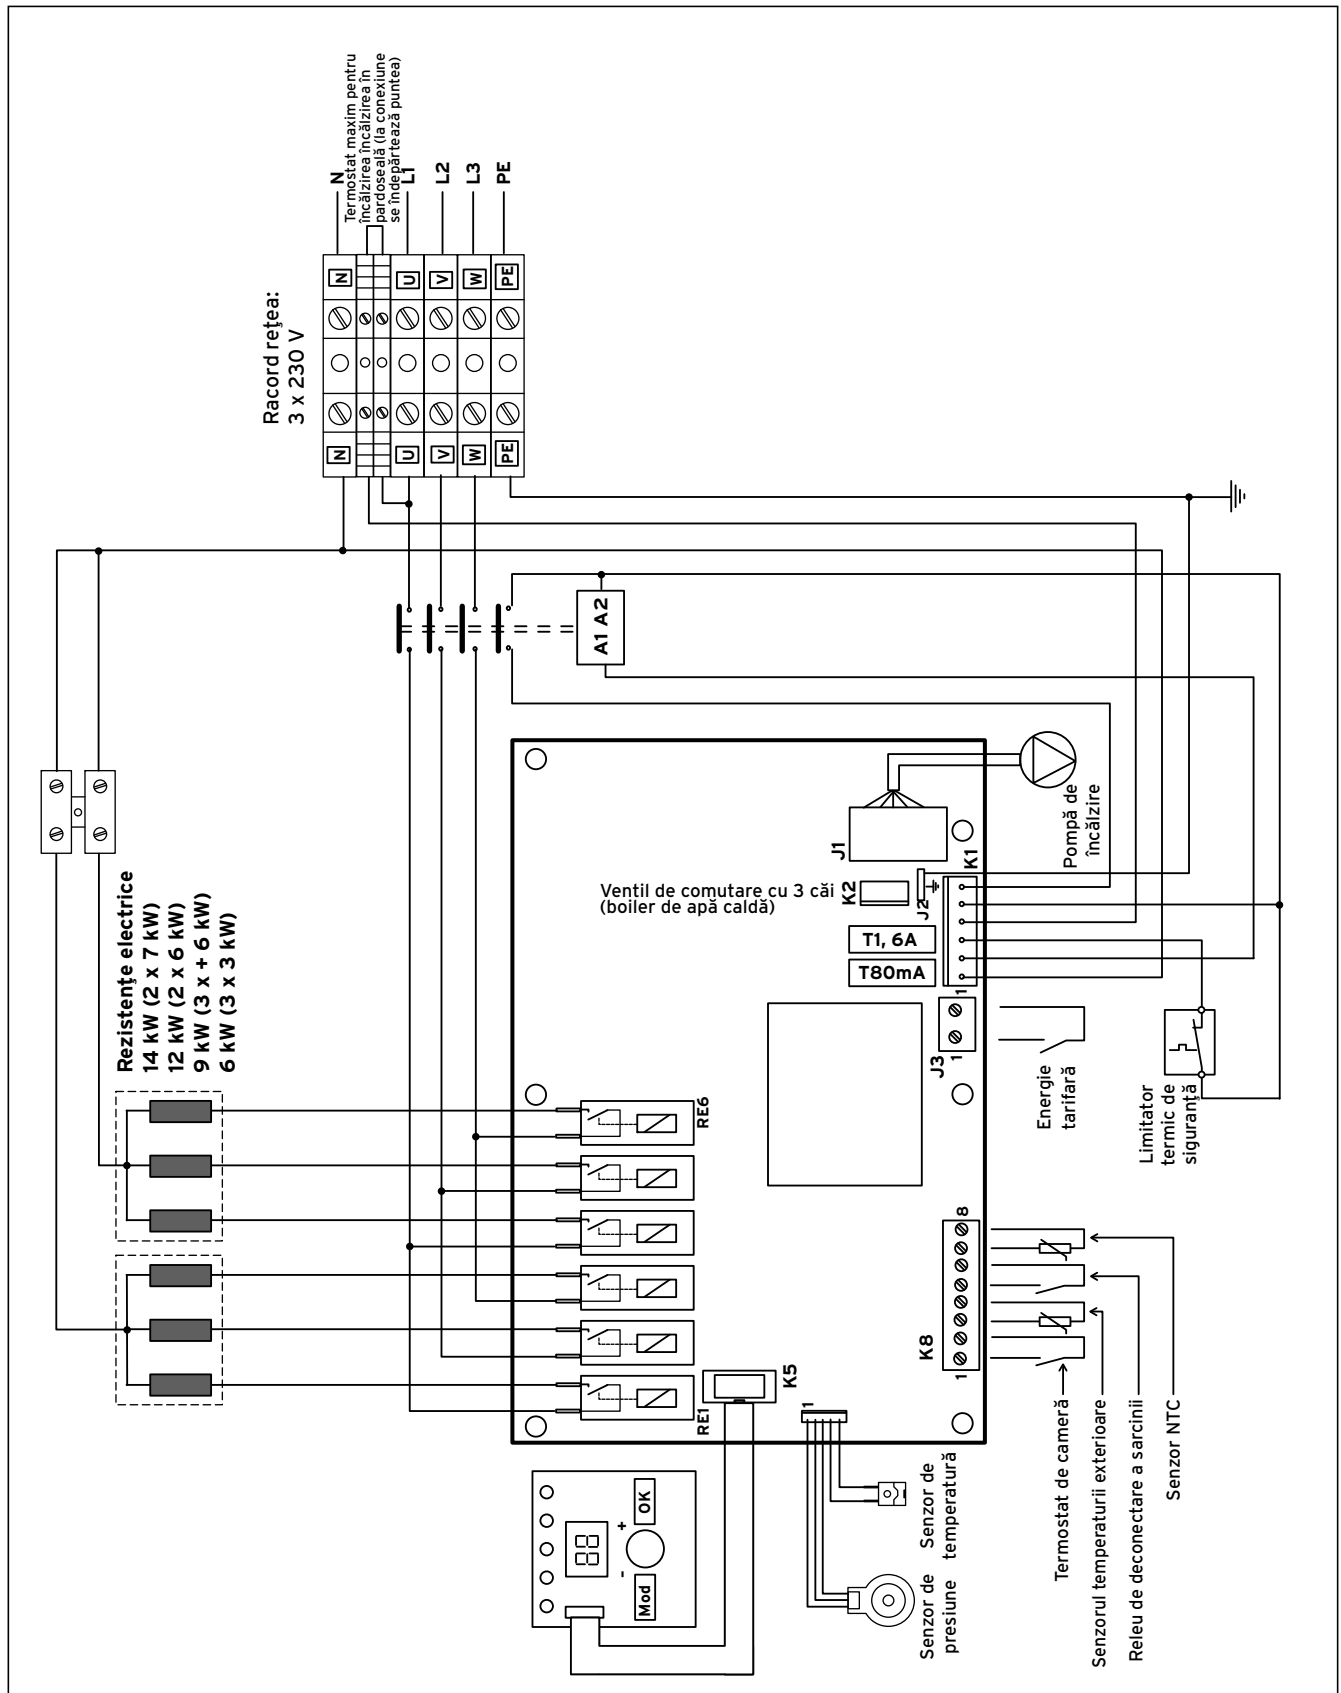 Racord rețea:
3 x 230 V
N
Termostat maxim pentru
încălzirea încălzirea în
pardoseală (la conexiune
se îndepărtează puntea)
L1
L2
L3
PE
N
U
V
W
PE
N
U
V
W
PE
A1 A2
Rezistențe electrice
14 kW (2 x 7 kW)
12 kW (2 x 6 kW)
9 kW (3 x + 6 kW)
6 kW (3 x 3 kW)
Ventil de comutare cu 3 căi
(boiler de apă caldă)
K2
J1
J2
K1
T1, 6A
T80mA
1
Pompă de
încălzire
J3
1
Energie
tarifară
Limitator
termic de
siguranță
RE6
RE1
K5
K8
8
1
1
Mod
OK
-
+
88
Senzor de
presiune
Senzor de
temperatură
Termostat de cameră
Senzorul temperaturii exterioare
Releu de deconectare a sarcinii
Senzor NTC